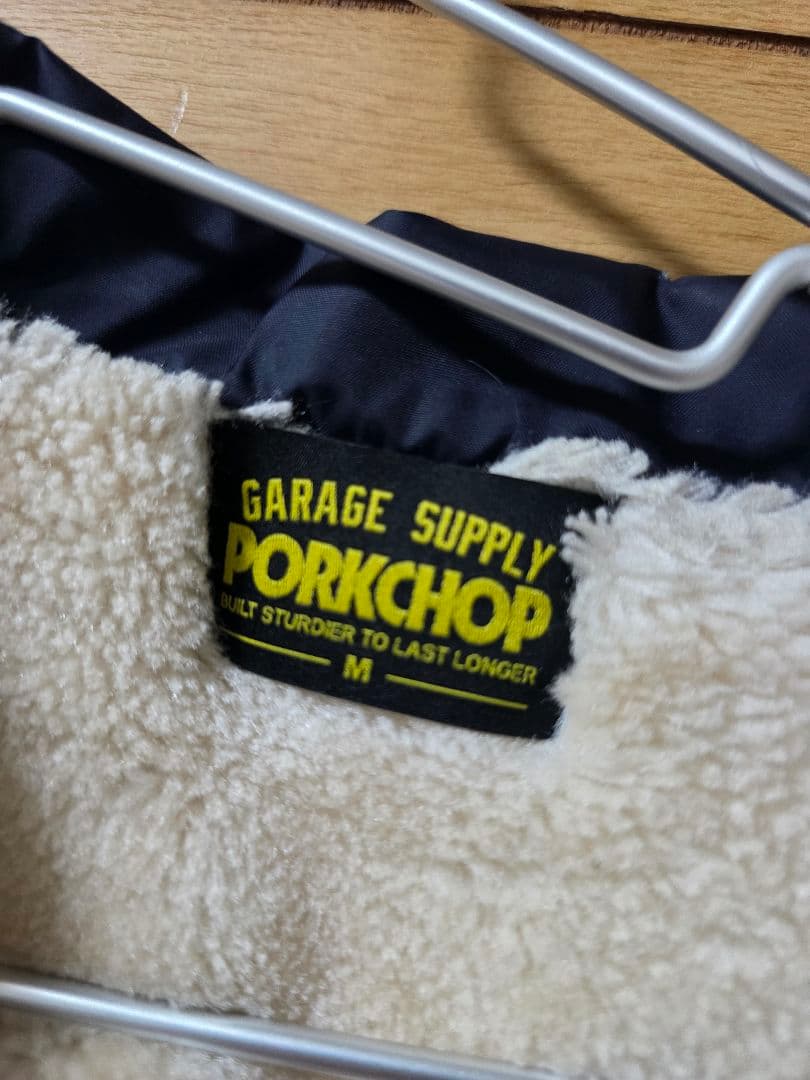 GARAGE SUPPLY
PORKCHOP
BUILT STURDIER TO LAST LONGER
M